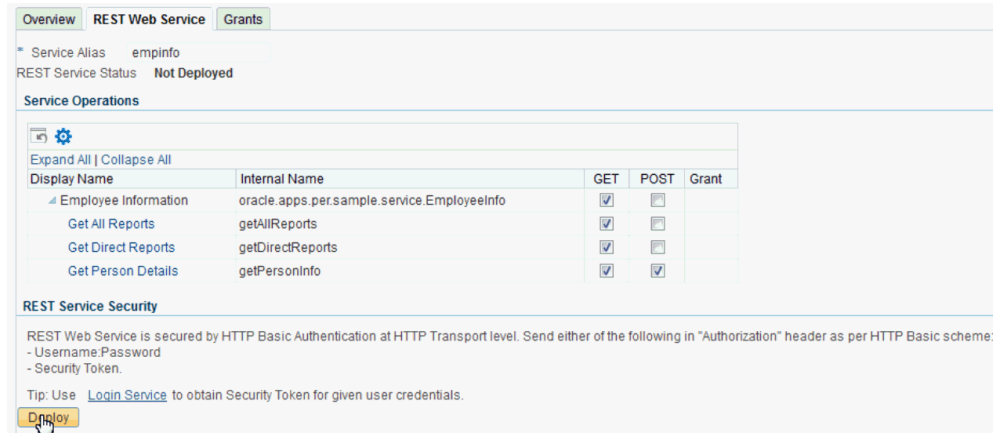 Overview REST Web Service Grants
* Service Alias empinfo
REST Service Status Not Deployed
Service Operations
Expand All | Collapse All
Display Name Internal Name GET POST Grant
Employee Information oracle.apps.per.sample.service.EmployeeInfo
Get All Reports getAllReports
Get Direct Reports getDirectReports
Get Person Details getPersonInfo
REST Service Security
REST Web Service is secured by HTTP Basic Authentication at HTTP Transport level. Send either of the following in "Authorization" header as per HTTP Basic scheme:
- Username:Password
- Security Token.
Tip: Use Login Service to obtain Security Token for given user credentials.
Deploy